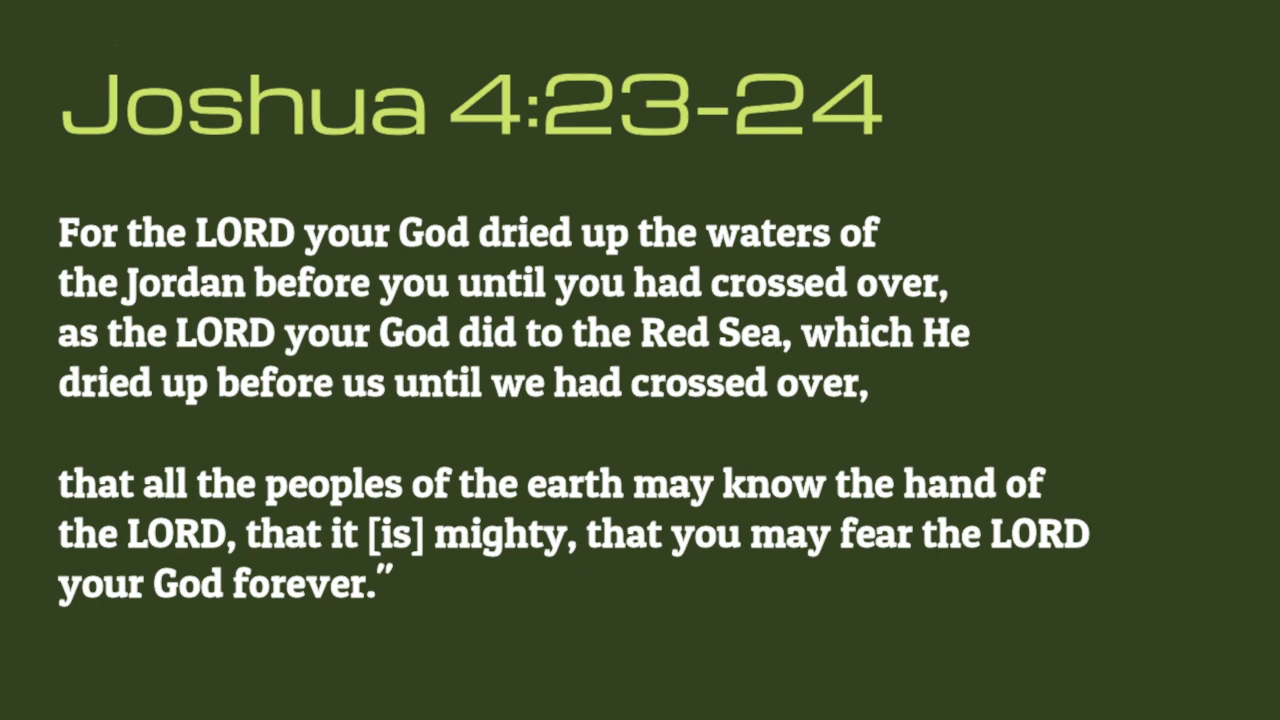 Joshua 4:23-24
For the LORD your God dried up the waters of
the Jordan before you until you had crossed over,
as the LORD your God did to the Red Sea, which He
dried up before us until we had crossed over,
that all the peoples of the earth may know the hand of
the LORD, that it [is] mighty, that you may fear the LORD
your God forever."